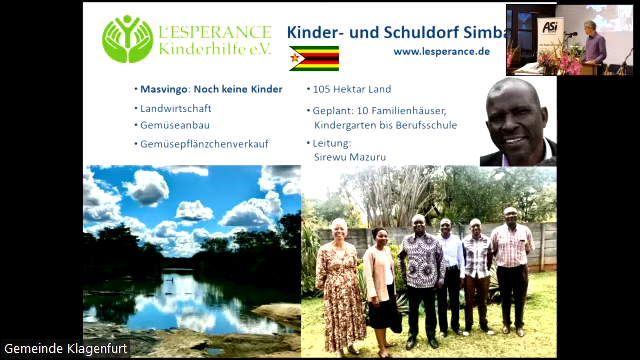 L'ESPERANCE
Kinderhilfe e.V.
Kinder- und Schuldorf Simba
www.lesperance.de
• Masvingo: Noch keine Kinder
• Landwirtschaft
• Gemüseanbau
• Gemüsepflänzchenverkauf
• 105 Hektar Land
• Geplant: 10 Familienhäuser,
Kindergarten bis Berufsschule
• Leitung:
Sirewu Mazuru
ASi
Gemeinde Klagenfurt